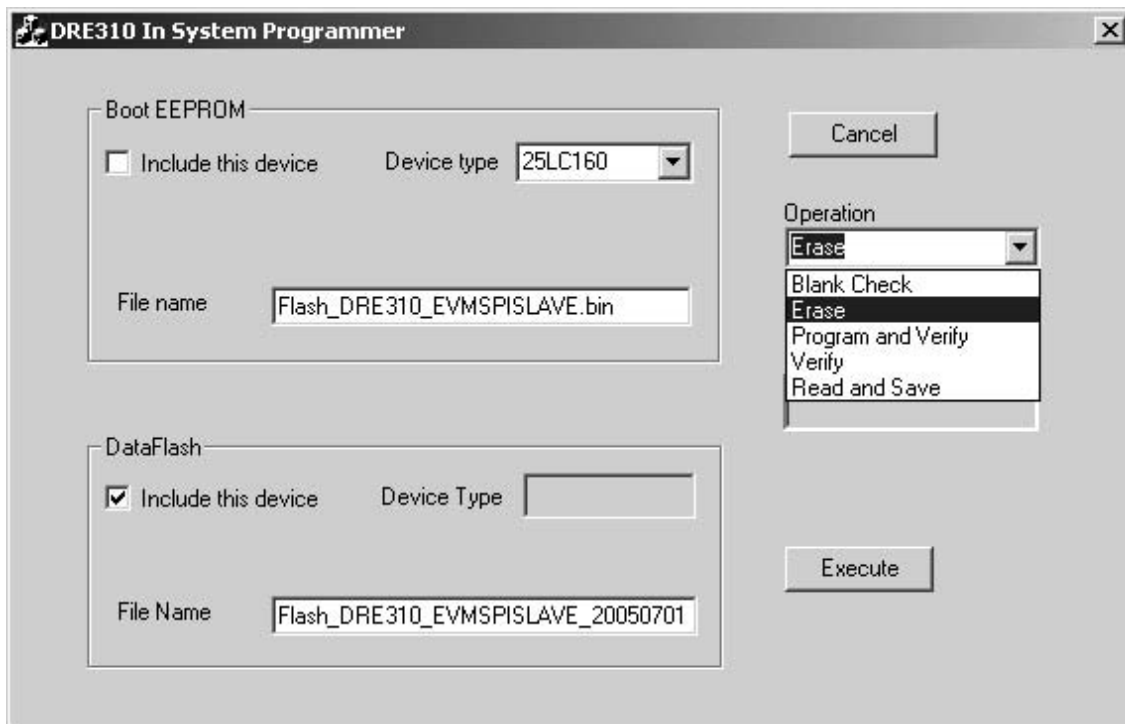 DRE310 In System Programmer
Boot EEPROM
Include this device
Device type
25LC160
File name
Flash_DRE310_EVMSPISLAVE.bin
Cancel
Operation
Erase
Blank Check
Erase
Program and Verify
Verify
Read and Save
DataFlash
Include this device
Device Type
File Name
Flash_DRE310_EVMSPISLAVE_20050701
Execute